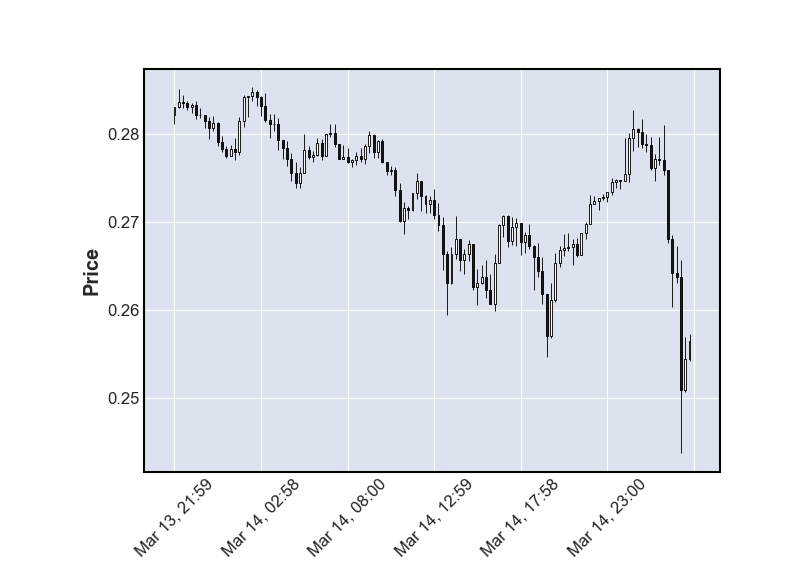 0.28
0.27
0.26
0.25
Price
Mar 13, 21:59
Mar 14, 02:58
Mar 14, 08:00
Mar 14, 12:59
Mar 14, 17:58
Mar 14, 23:00